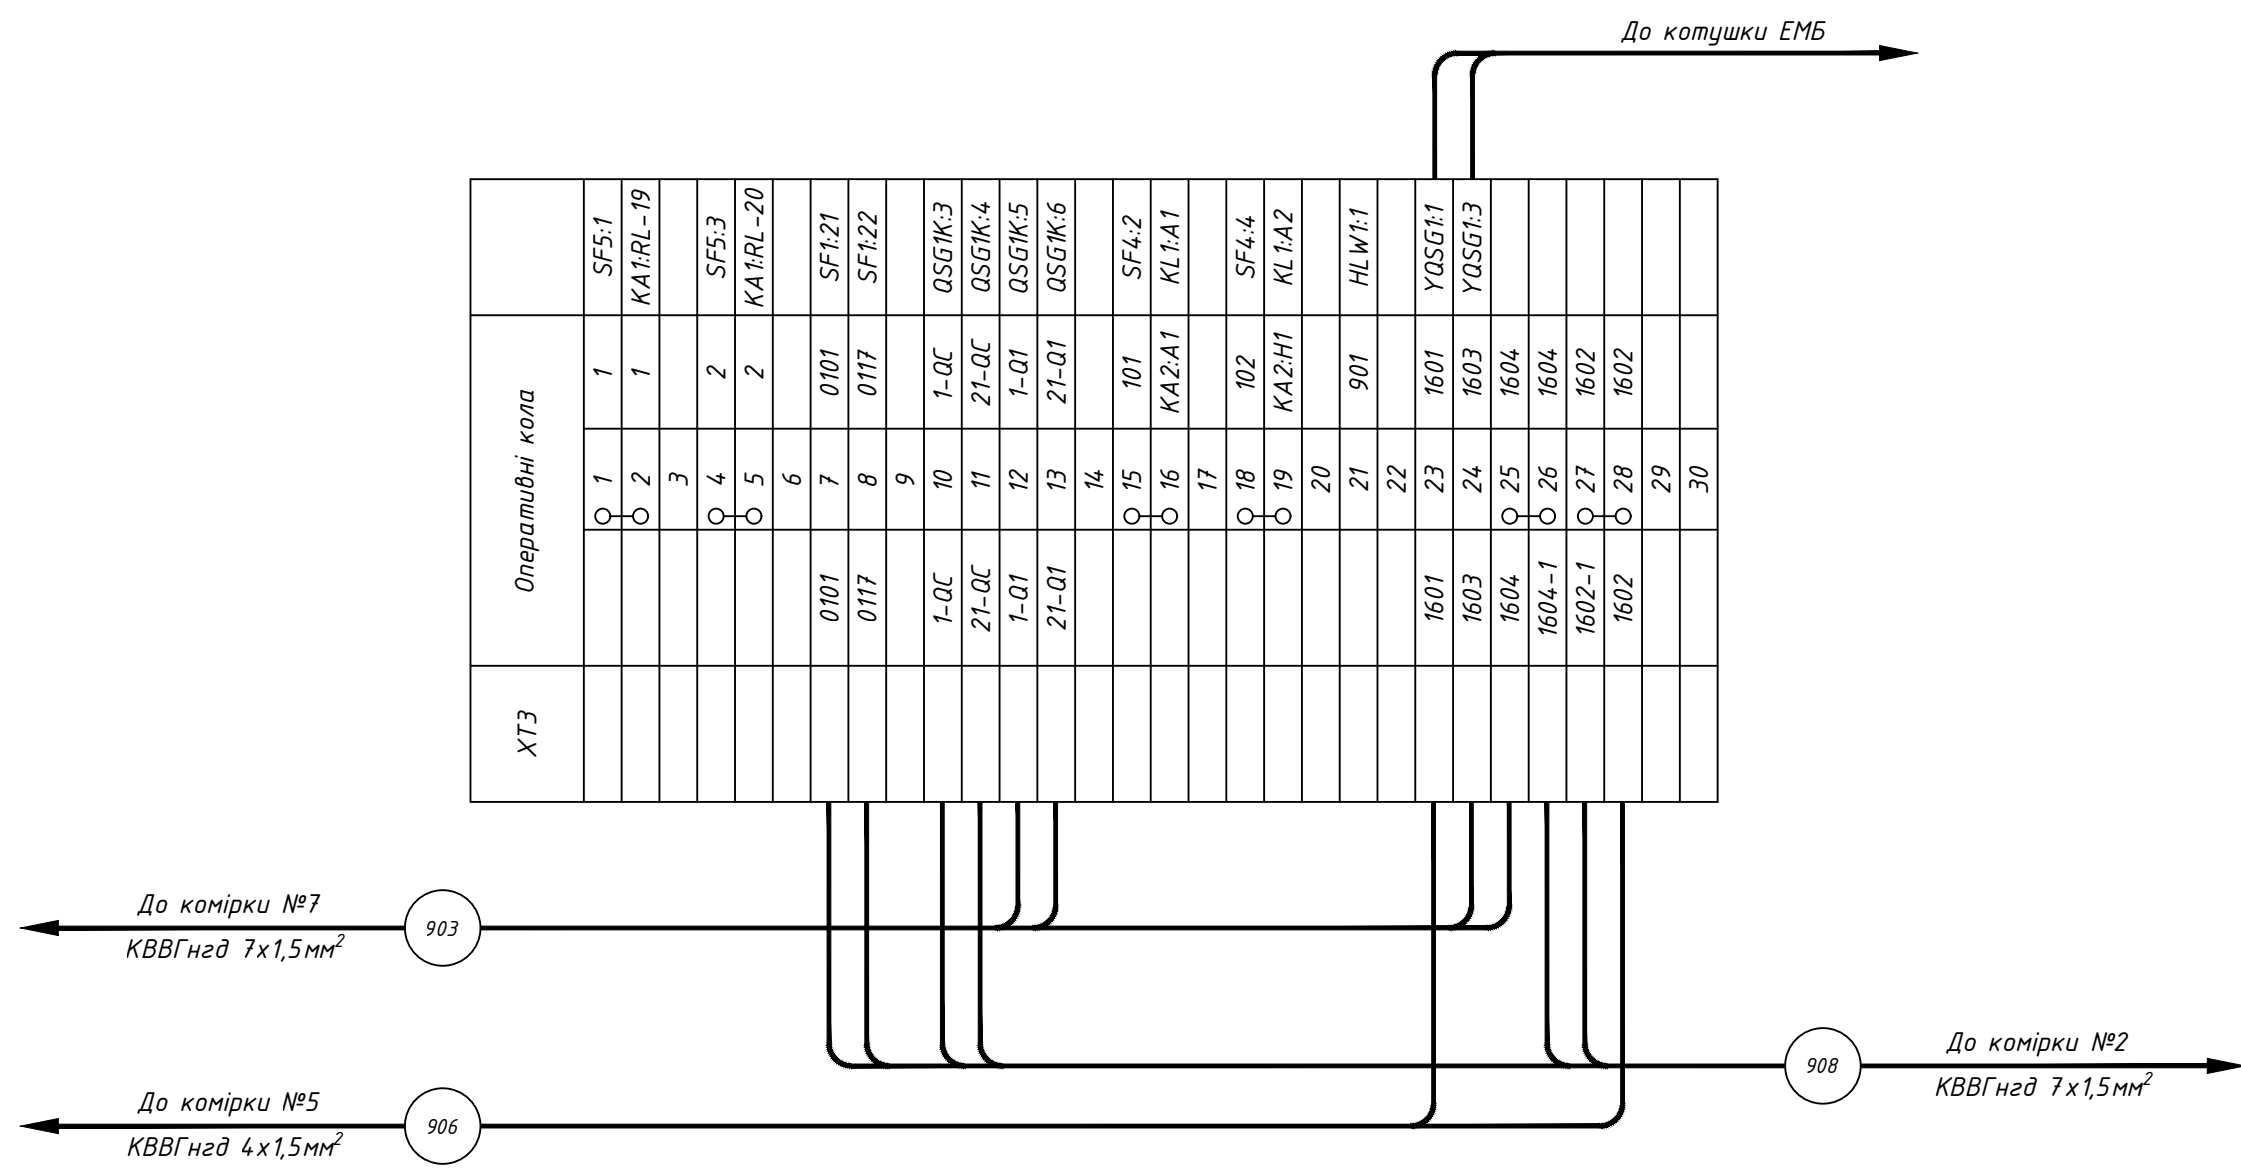 До котушки ЕМБ
SF5:1
KA1:RL-19
SF5:3
KA1:RL-20
SF1:21
SF1:22
QSG1K:3
QSG1K:4
QSG1K:5
QSG1K:6
SF4:2
KL1:A1
SF4:4
KL1:A2
HLW1:1
YQSG1:1
YQSG1:3
Оперативні кола
1
1
2
2
0101
0117
1-QC
21-QC
1-Q1
21-Q1
101
KA2:A1
102
KA2:H1
901
1601
1603
1604
1604
1602
1602
1
2
3
4
5
6
7
8
9
10
11
12
13
14
15
16
17
18
19
20
21
22
23
24
25
26
27
28
29
30
0101
0117
1-QC
21-QC
1-Q1
21-Q1
1601
1603
1604
1604-1
1602-1
1602
XT3
До комірки №7
903
КВВГнгд 7х1,5мм²
До комірки №2
908
КВВГнгд 7х1,5мм²
До комірки №5
906
КВВГнгд 4х1,5мм²